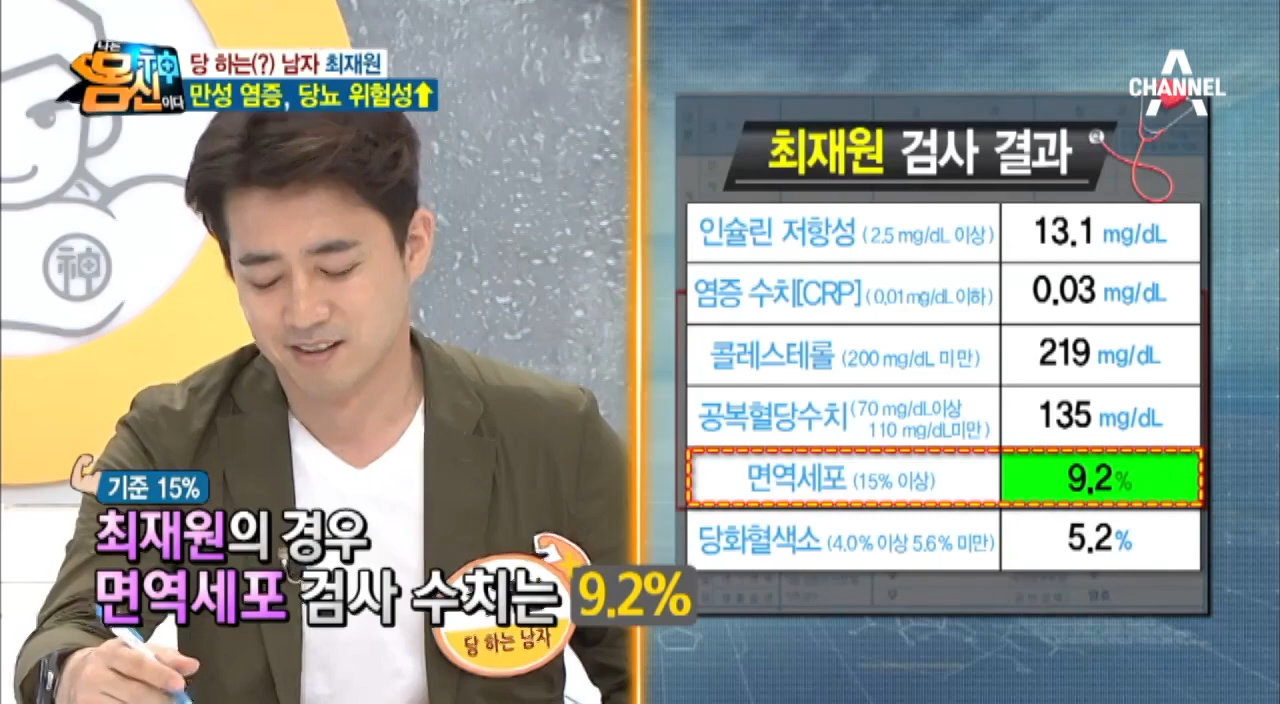 나는
몸신이다
神
당 하는(?) 남자 최재원
만성 염증, 당뇨 위험성↑
CHANNEL A
神
최재원 검사 결과
인슐린 저항성 (2.5 mg/dL 이상) 13.1 mg/dL
염증 수치[CRP] (0.01mg/dL 이하) 0.03 mg/dL
콜레스테롤 (200 mg/dL 미만) 219 mg/dL
공복혈당수치 (70 mg/dL이상 135 mg/dL
110 mg/dL미만)
면역세포 (15% 이상) 9.2%
당화혈색소 (4.0% 이상 5.6% 미만) 5.2%
기준 15%
최재원의 경우
면역세포 검사 수치는 9.2%
당 하는 남자